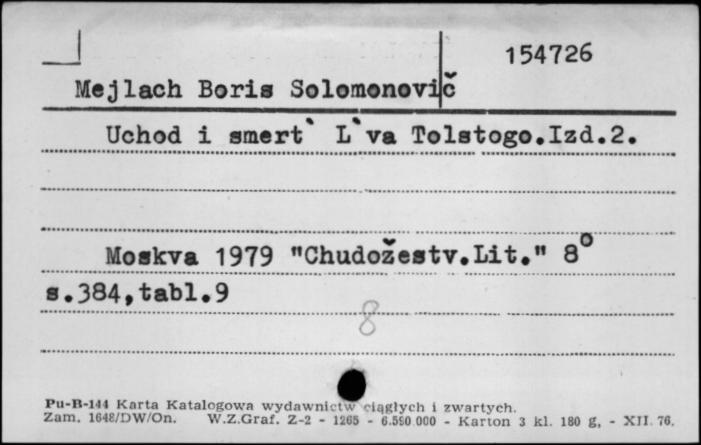 154726
Mejlach Boris Solomonovič
Uchod i smert` L`va Tolstogo.Izd.2.
Moskva 1979 "Chudožestv.Lit." 8°
s.384,tabl.9
8
Pu-B-144 Karta Katalogowa wydawnictw ciągłych i zwartych.
Zam. 1648/DW/On. W.Z.Graf. Z-2 - 1265 - 6.590 000 - Karton 3 kl. 180 g, - XII. 76.